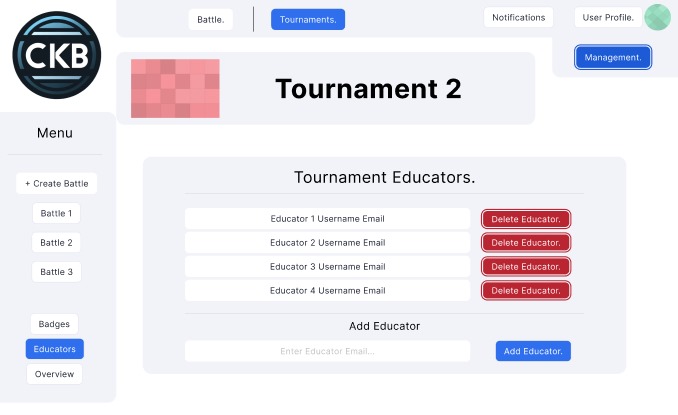 CKB
Battle.
Tournaments.
Notifications
User Profile.
Management.
Tournament 2
Menu
+ Create Battle
Battle 1
Battle 2
Battle 3
Badges
Educators
Overview
Tournament Educators.
Educator 1 Username Email
Delete Educator.
Educator 2 Username Email
Delete Educator.
Educator 3 Username Email
Delete Educator.
Educator 4 Username Email
Delete Educator.
Add Educator
Enter Educator Email...
Add Educator.